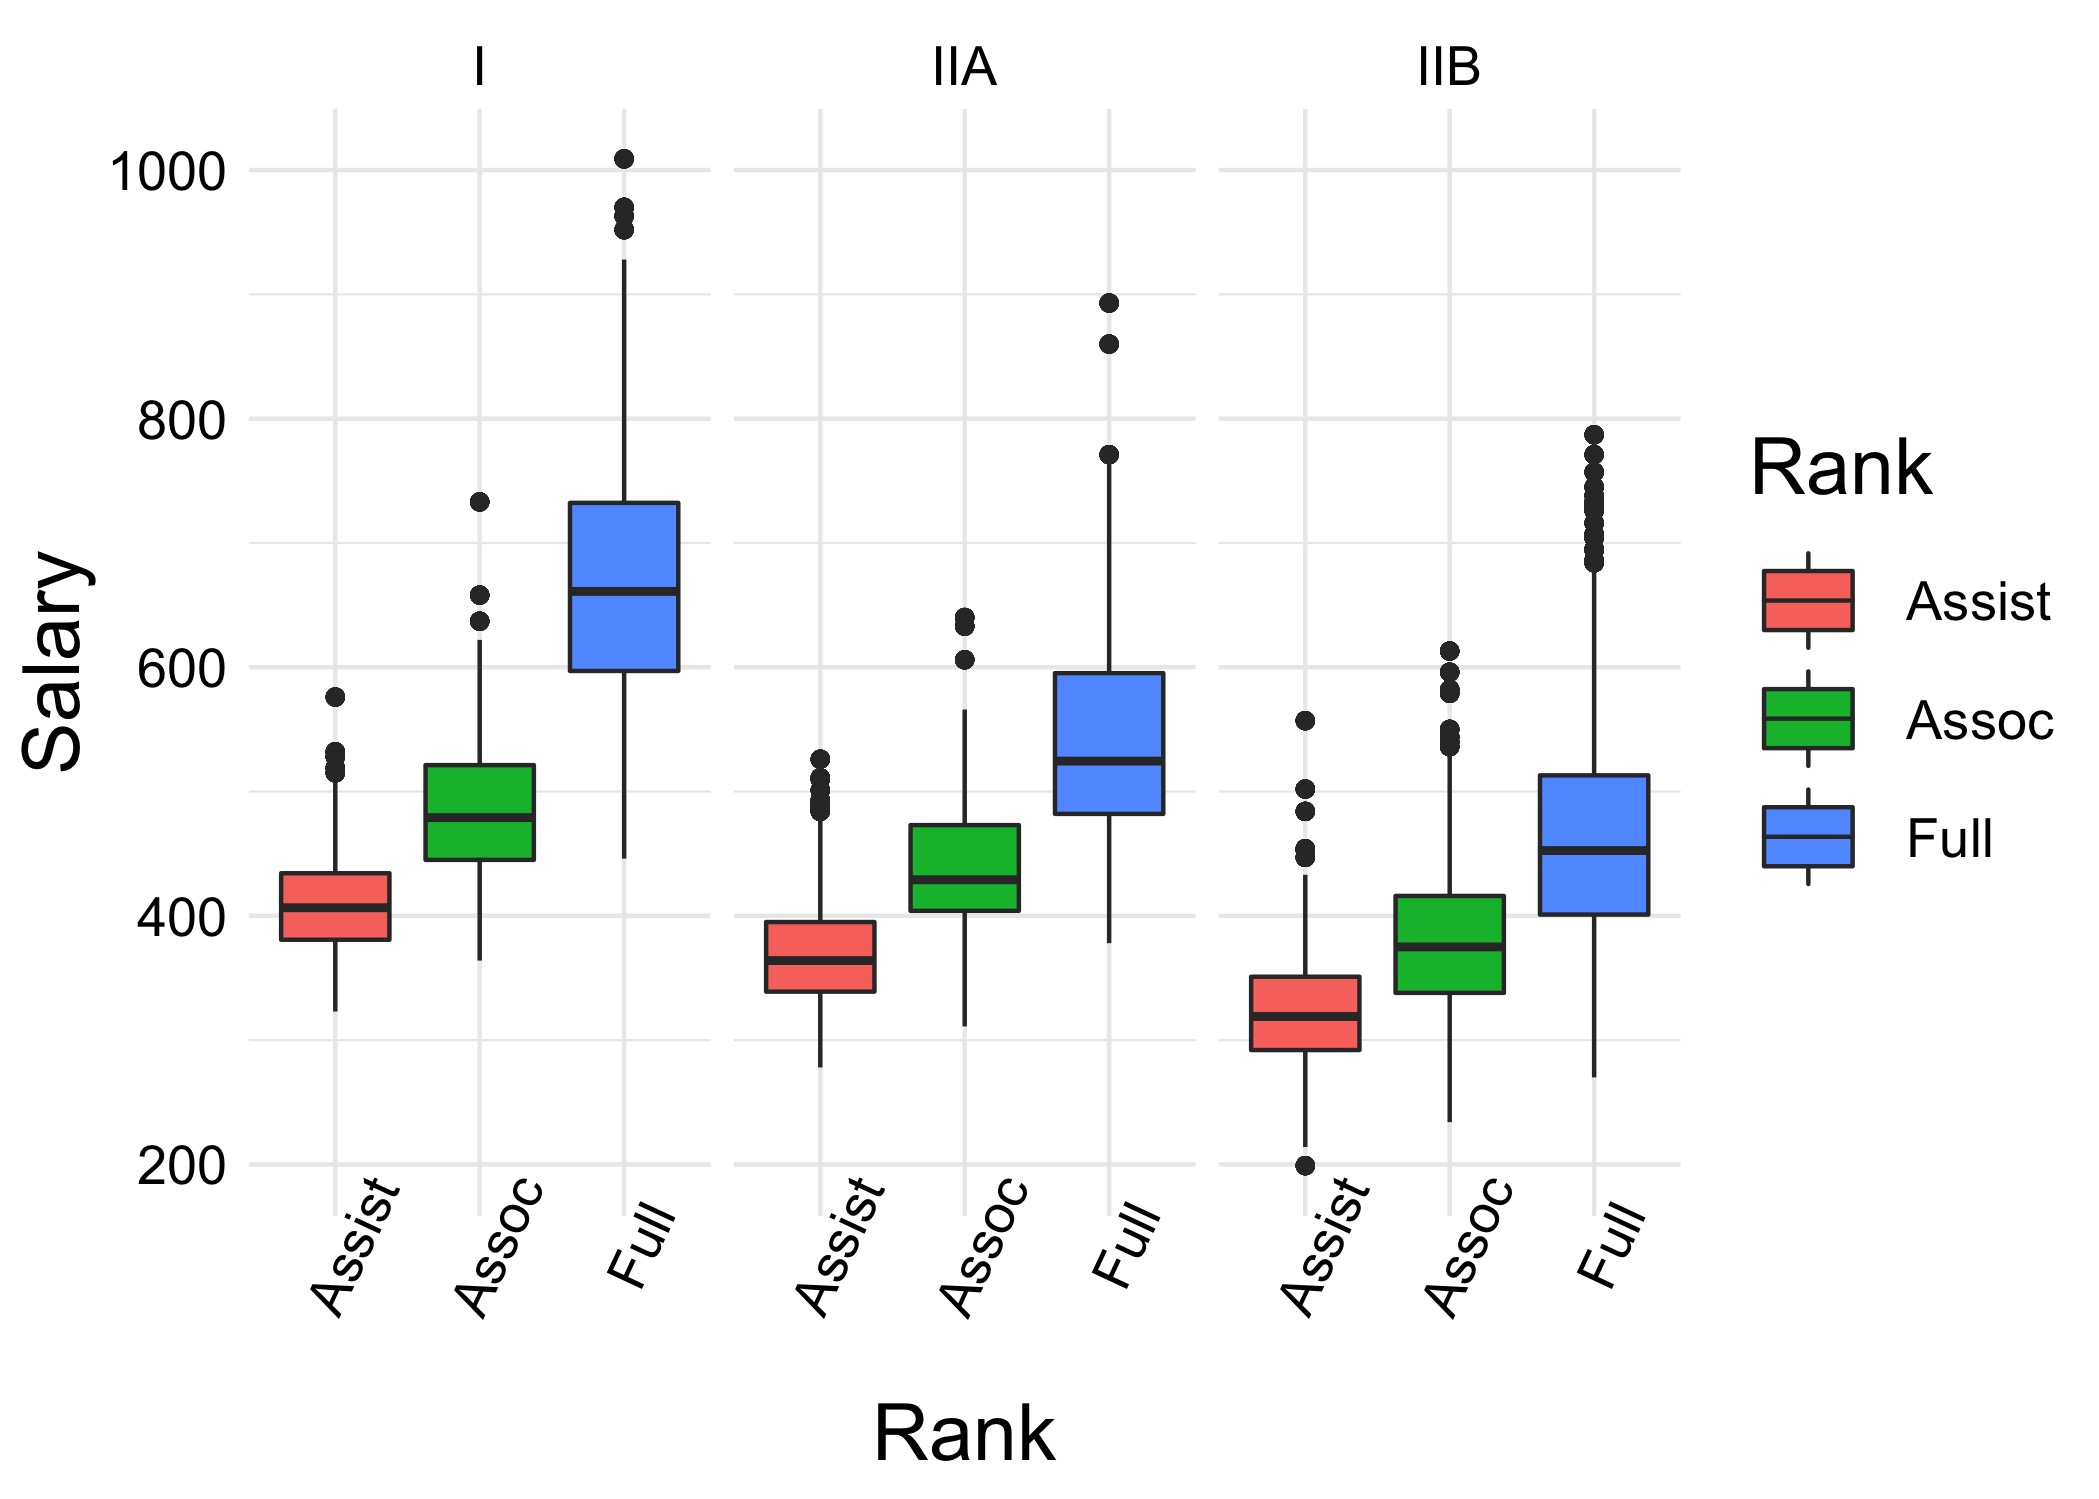 I IIA IIB
1000
800
600
400
200
Salary
Assist Assoc Full Assist Assoc Full Assist Assoc Full
Rank
Rank
Assist
Assoc
Full